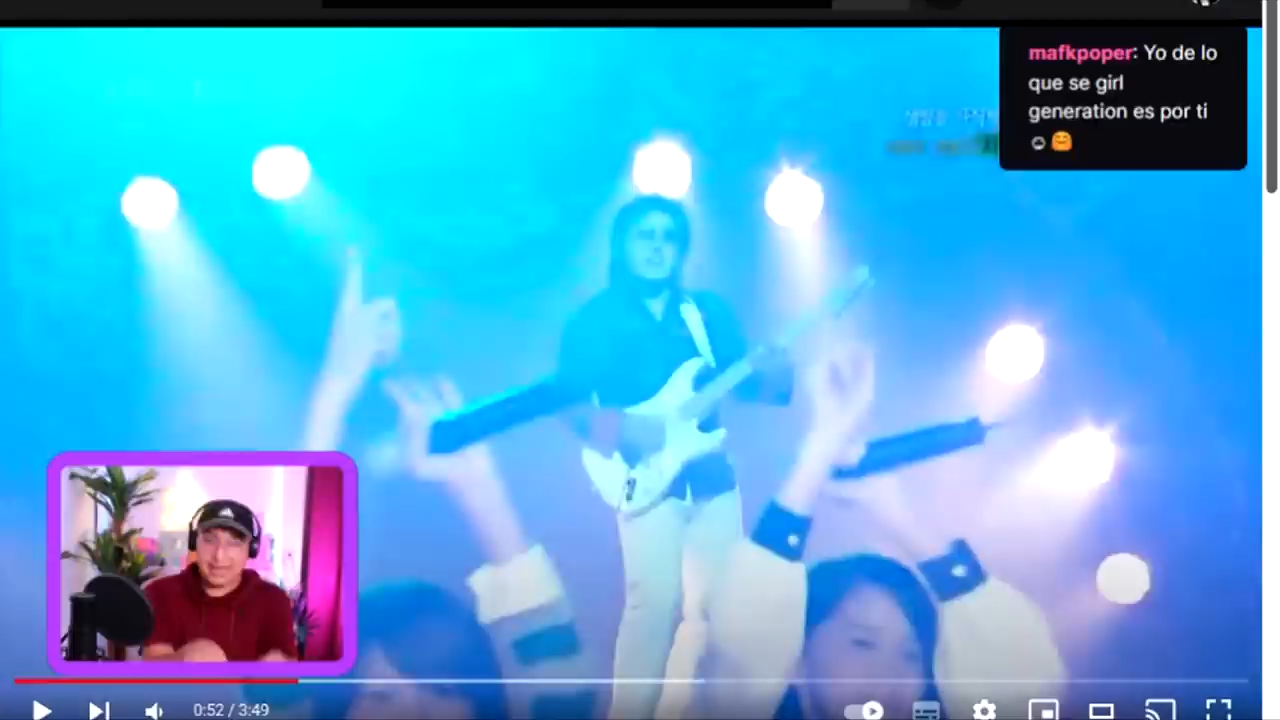 mafkpoper: Yo de lo
que se girl
generation es por ti
☺️🤗
0:52 / 3:49